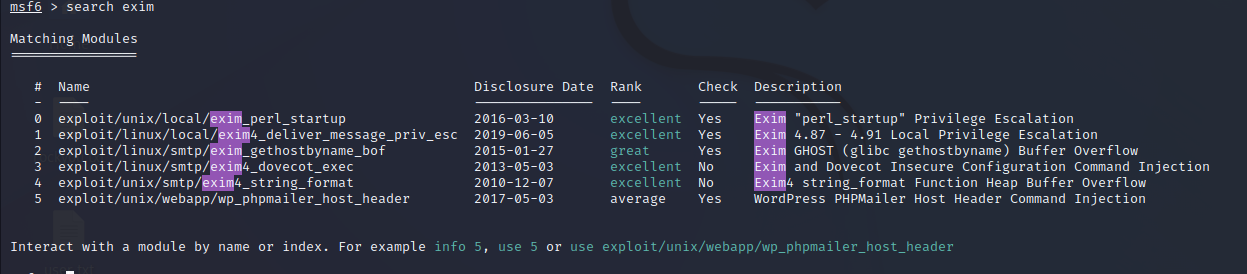 msf6 > search exim
Matching Modules
================
# Name Disclosure Date Rank Check Description
- ---- --------------- ---- ----- -----------
0 exploit/unix/local/exim_perl_startup 2016-03-10 excellent Yes Exim "perl_startup" Privilege Escalation
1 exploit/linux/local/exim4_deliver_message_priv_esc 2019-06-05 excellent Yes Exim 4.87 - 4.91 Local Privilege Escalation
2 exploit/linux/smtp/exim_gethostbyname_bof 2015-01-27 great Yes Exim GHOST (glibc gethostbyname) Buffer Overflow
3 exploit/linux/smtp/exim4_dovecot_exec 2013-05-03 excellent No Exim and Dovecot Insecure Configuration Command Injection
4 exploit/unix/smtp/exim4_string_format 2010-12-07 excellent No Exim4 string_format Function Heap Buffer Overflow
5 exploit/unix/webapp/wp_phpmailer_host_header 2017-05-03 average Yes WordPress PHPMailer Host Header Command Injection
Interact with a module by name or index. For example info 5, use 5 or use exploit/unix/webapp/wp_phpmailer_host_header